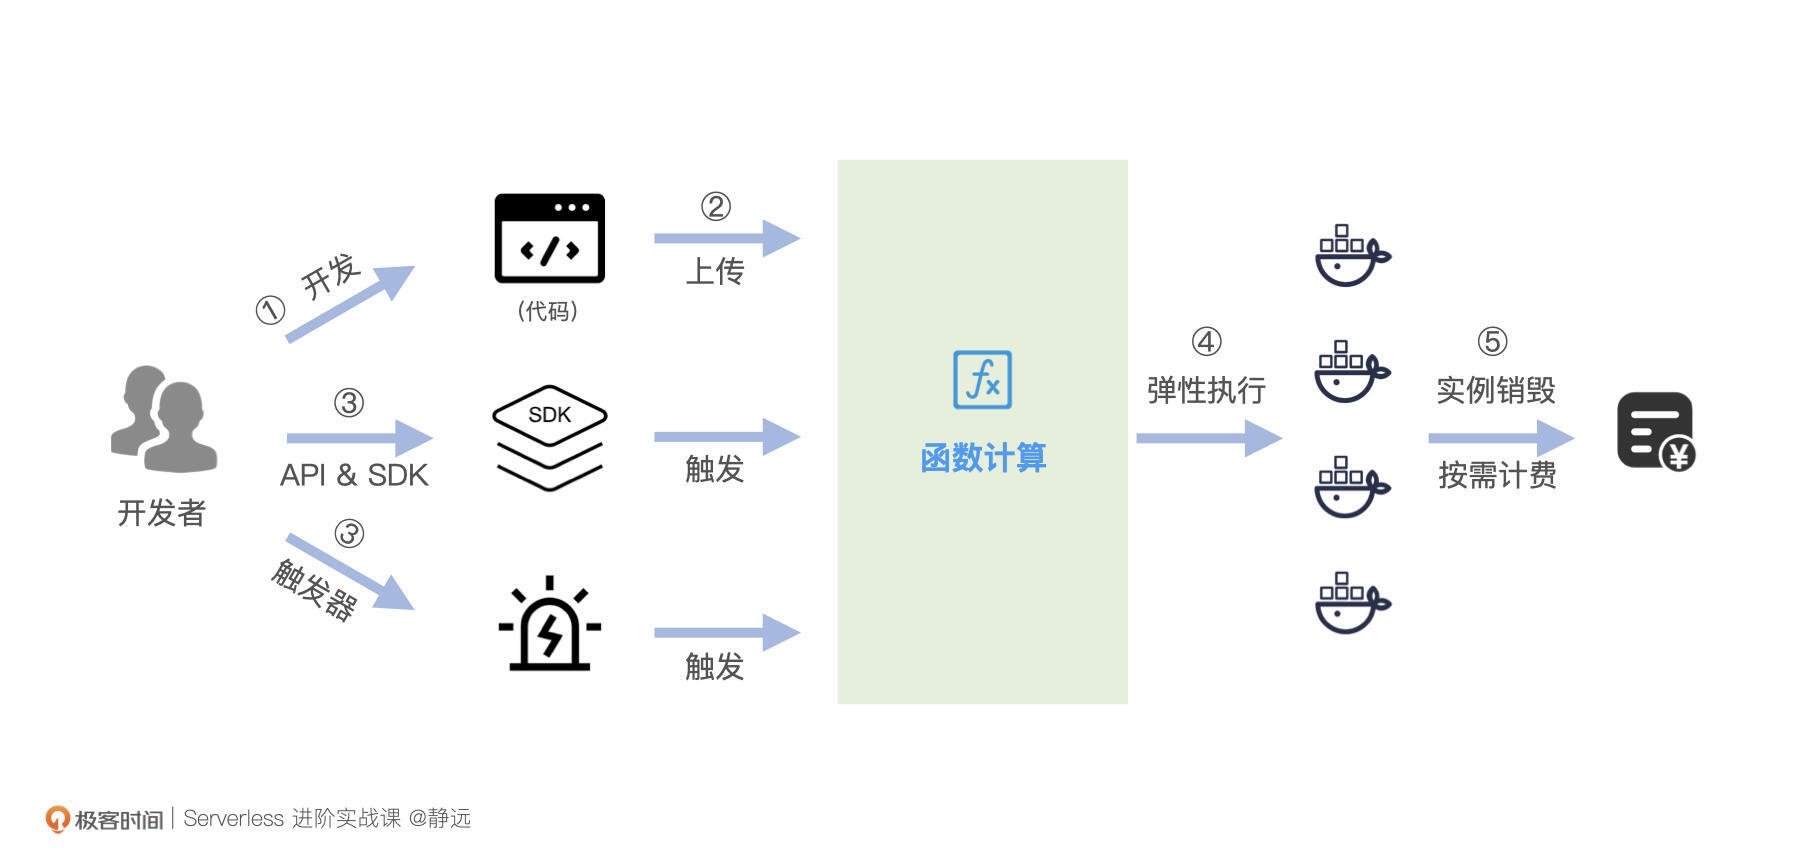 ① 开发
(代码)
② 上传
开发者
③
API & SDK
SDK
触发
③
触发器
触发
fx
函数计算
④
弹性执行
⑤
实例销毁
按需计费
¥
极客时间 | Serverless 进阶实战课 @静远